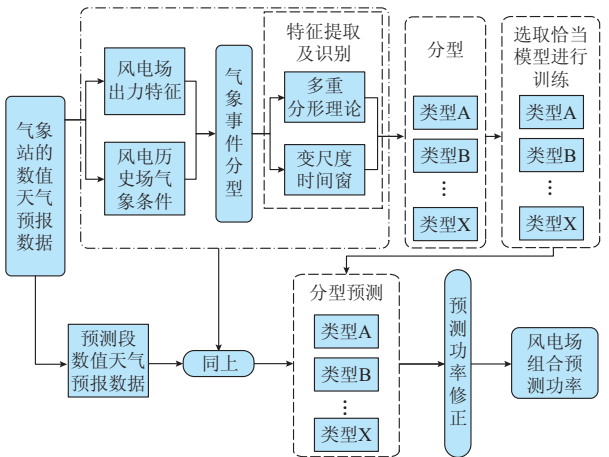 气象
站的
数值
天气
预报
数据
风电场
出力特征
风电历
史场气
象条件
气
象
事
件
分
型
特征提取
及识别
多重
分形理论
变尺度
时间窗
分型
类型A
类型B
…
类型X
选取恰当
模型进行
训练
类型A
类型B
…
类型X
预测段
数值天气
预报数据
同上
分型预测
类型A
类型B
…
类型X
预
测
功
率
修
正
风电场
组合预
测功率